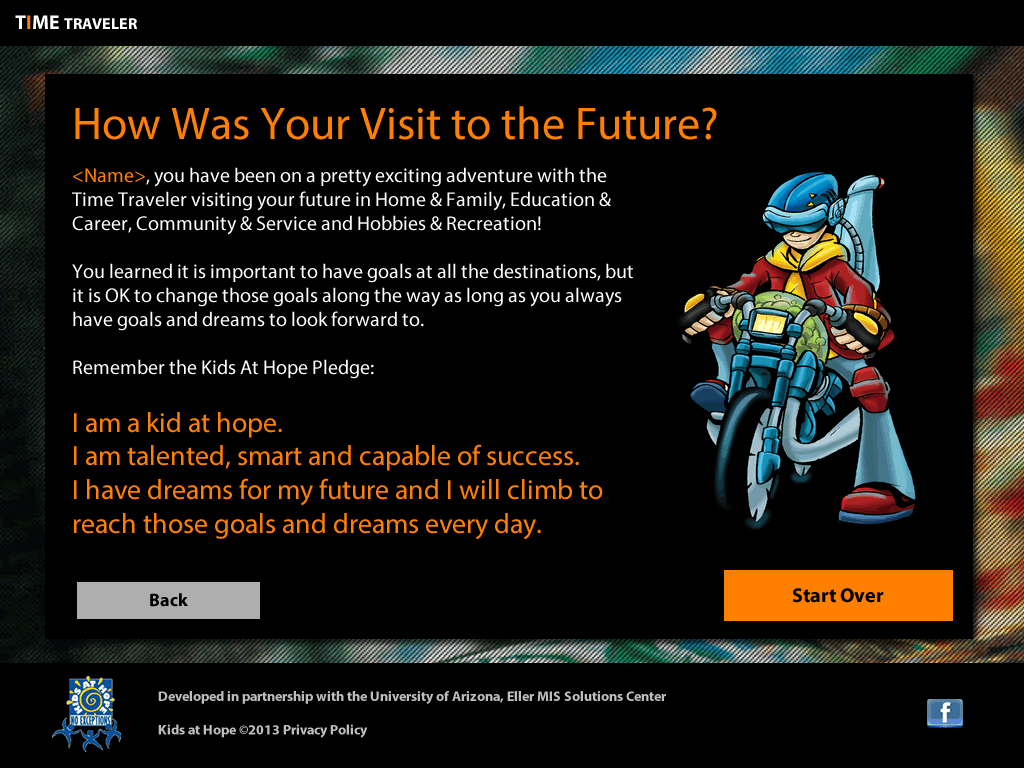 TIME TRAVELER
How Was Your Visit to the Future?
<Name>, you have been on a pretty exciting adventure with the
Time Traveler visiting your future in Home & Family, Education &
Career, Community & Service and Hobbies & Recreation!
You learned it is important to have goals at all the destinations, but
it is OK to change those goals along the way as long as you always
have goals and dreams to look forward to.
Remember the Kids At Hope Pledge:
I am a kid at hope.
I am talented, smart and capable of success.
I have dreams for my future and I will climb to
reach those goals and dreams every day.
Back
Start Over
KIDS AT HOPE
NO EXCEPTIONS
Developed in partnership with the University of Arizona, Eller MIS Solutions Center
Kids at Hope ©2013 Privacy Policy
f